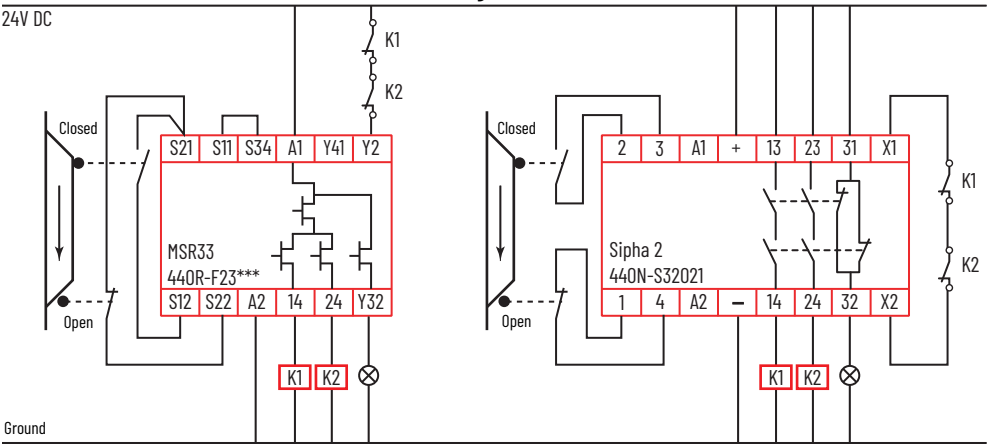 24V DC
K1
K2
Closed
S21 S11 S34 A1 Y41 Y2
MSR33
440R-F23***
S12 S22 A2 14 24 Y32
Open
K1 K2
Closed
2 3 A1 + 13 23 31 X1
K1
Sipha 2
440N-S32021
K2
1 4 A2 – 14 24 32 X2
Open
K1 K2
Ground